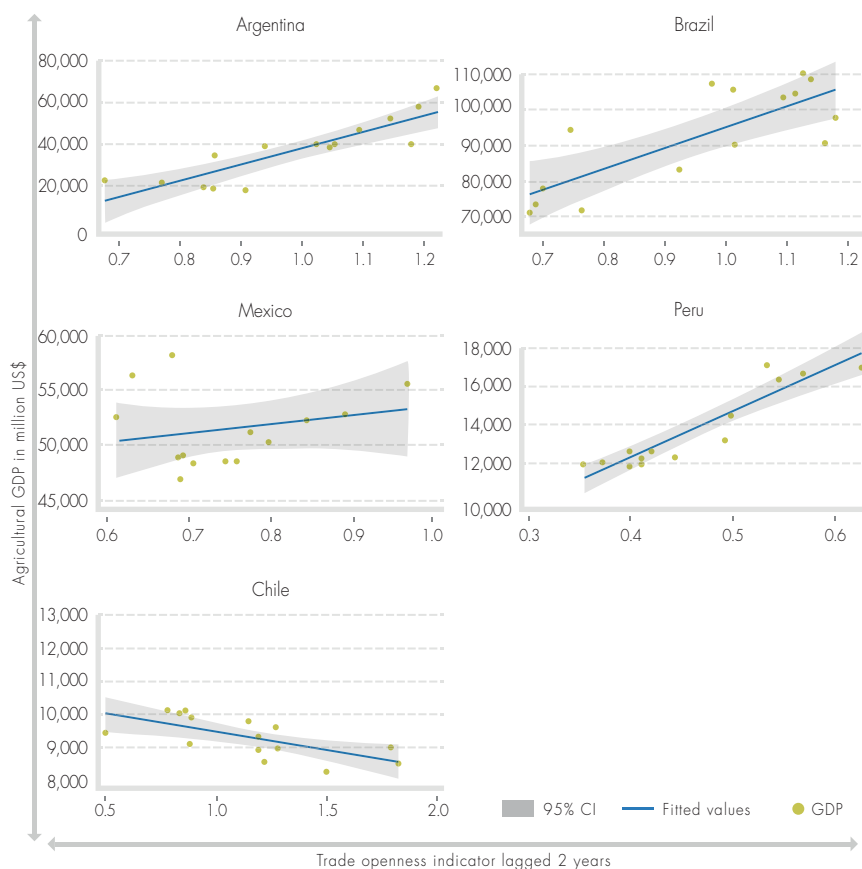 Argentina
80,000
60,000
40,000
20,000
0
0.7 0.8 0.9 1.0 1.1 1.2
Brazil
110,000
100,000
90,000
80,000
70,000
0.7 0.8 0.9 1.0 1.1 1.2
Mexico
60,000
55,000
50,000
45,000
0.6 0.7 0.8 0.9 1.0
Peru
18,000
16,000
14,000
12,000
10,000
0.3 0.4 0.5 0.6
Chile
13,000
12,000
11,000
10,000
9,000
8,000
0.5 1.0 1.5 2.0
95% CI Fitted values GDP
Agricultural GDP in million US$
Trade openness indicator lagged 2 years